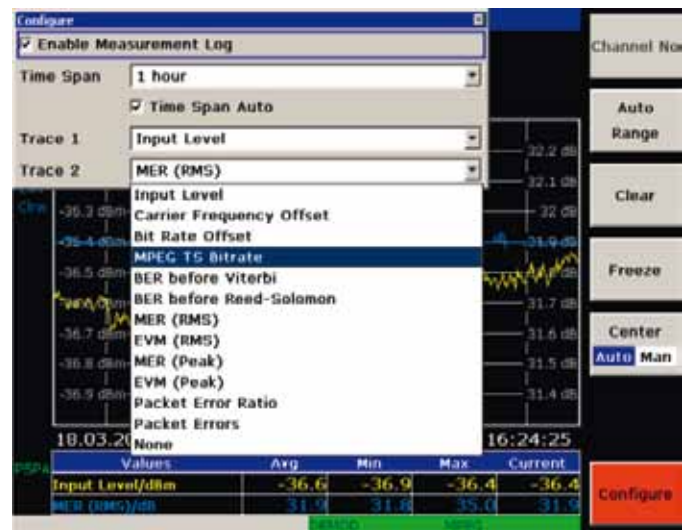 Configure
Enable Measurement Log
Time Span 1 hour
Time Span Auto
Trace 1 Input Level
Trace 2 MER (RMS)
Input Level
Carrier Frequency Offset
Bit Rate Offset
MPEG TS Bitrate
BER before Viterbi
BER before Reed-Solomon
MER (RMS)
EVM (RMS)
MER (Peak)
EVM (Peak)
Packet Error Ratio
Packet Errors
None
32.2 dB
32.1 dB
32 dB
31.9 dB
31.7 dB
31.6 dB
31.5 dB
31.4 dB
-36.3 dBm
-36.4 dBm
-36.5 dBm
-36.7 dBm
-36.8 dBm
-36.9 dBm
18.03.20
16:24:25
Values Avg Min Max Current
Input Level/dBm -36.6 -36.9 -36.4 -36.4
MER (RMS)/dB 31.9 31.8 35.0 31.9
DEMOD MPEG
Channel No
Auto
Range
Clear
Freeze
Center
Auto Man
Configure